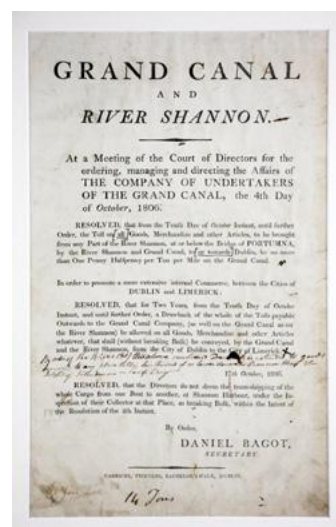 GRAND CANAL
AND
RIVER SHANNON.
At a Meeting of the Court of Directors for the
ordering, managing and directing the Affairs of
THE COMPANY OF UNDERTAKERS
OF THE GRAND CANAL, the 4th Day
of October, 1806.
RESOLVED, that from the Tenth Day of October Instant, until further
Order, the Toll on all Goods, Merchandize and other Articles, to be brought
from any Part of the River Shannon, at or below the Bridge of PORTUMNA,
by the River Shannon and Grand Canal, to or towards Dublin, be no more
than One Penny Halfpenny per Ton per Mile on the Grand Canal.
In order to promote a more extensive internal Commerce, between the Cities of
DUBLIN and LIMERICK.
RESOLVED, that for Two Years, from the Tenth Day of October
Instant, and until further Order, a Drawback of the whole of the Tolls payable
Outwards to the Grand Canal Company, (as well on the Grand Canal as on
the River Shannon) be allowed on all Goods, Merchandize and other Articles
whatever, that shall (without breaking Bulk) be conveyed, by the Grand Canal
and the River Shannon, from the City of Dublin to the City of Limerick
17th October, 1806.
RESOLVED, that the Directors do not deem the trans-shipping of the
whole Cargo from one Boat to another, at Shannon Harbour, under the In-
spection of their Collector at that Place, as breaking Bulk, within the Intent of
the Resolution of the 4th Instant.
By Order,
DANIEL BAGOT,
SECRETARY.
PRINTERS, BACHELOR'S-WALK, DUBLIN.
14 Tons